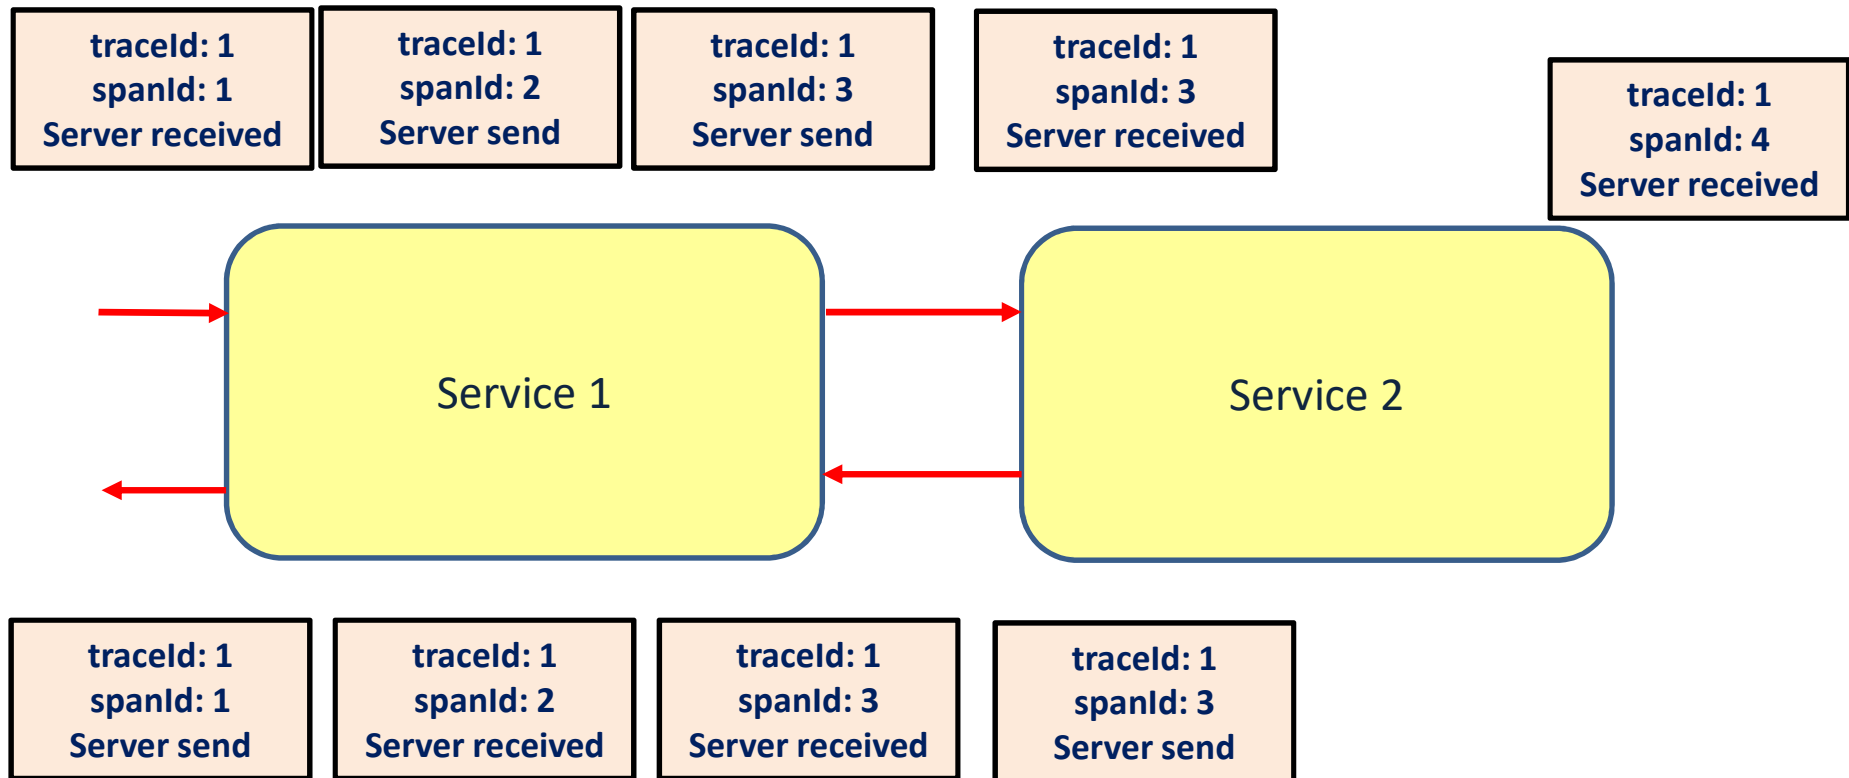 traceId: 1
spanId: 1
Server received
traceId: 1
spanId: 2
Server send
traceId: 1
spanId: 3
Server send
traceId: 1
spanId: 3
Server received
traceId: 1
spanId: 4
Server received
Service 1
Service 2
traceId: 1
spanId: 1
Server send
traceId: 1
spanId: 2
Server received
traceId: 1
spanId: 3
Server received
traceId: 1
spanId: 3
Server send